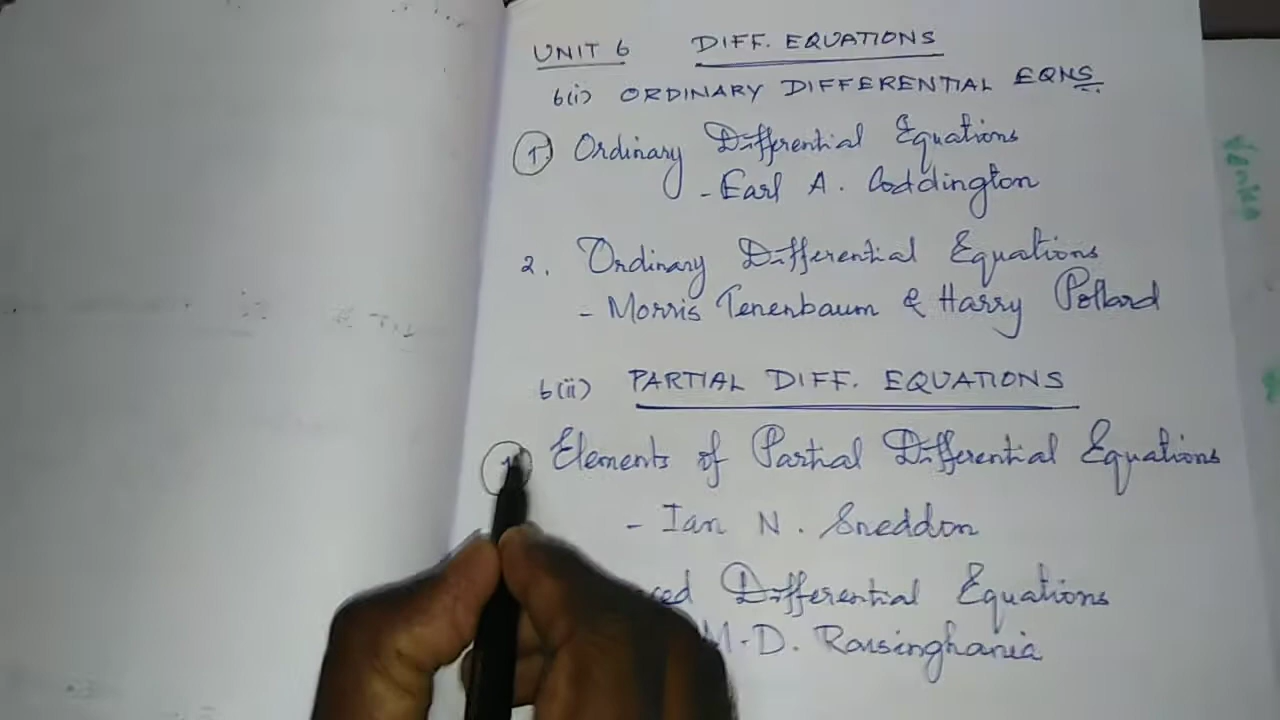 UNIT 6 DIFF. EQUATIONS
6(i) ORDINARY DIFFERENTIAL EQNS.
1. Ordinary Differential Equations
- Earl A. Coddington
2. Ordinary Differential Equations
- Morris Tenenbaum & Harry Pollard
6(ii) PARTIAL DIFF. EQUATIONS
1. Elements of Partial Differential Equations
- Ian N. Sneddon
Differential Equations
M.D. Raisinghania